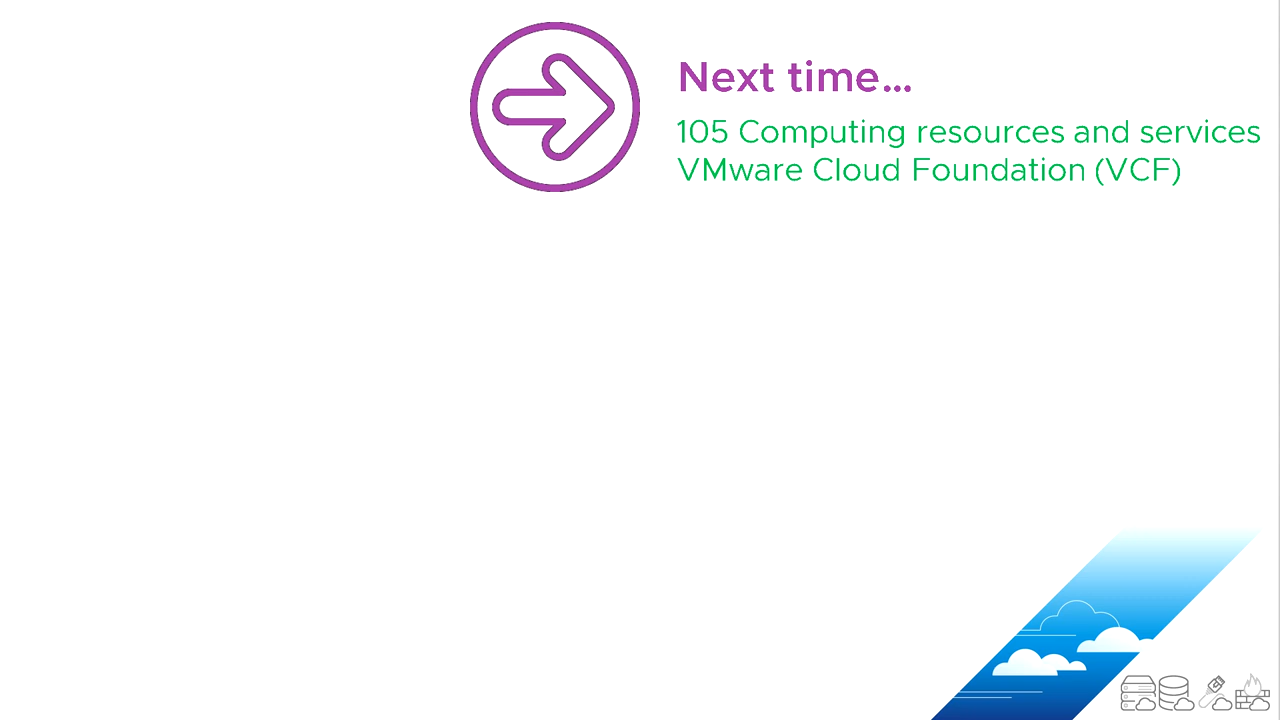 Next time...
105 Computing resources and services
VMware Cloud Foundation (VCF)